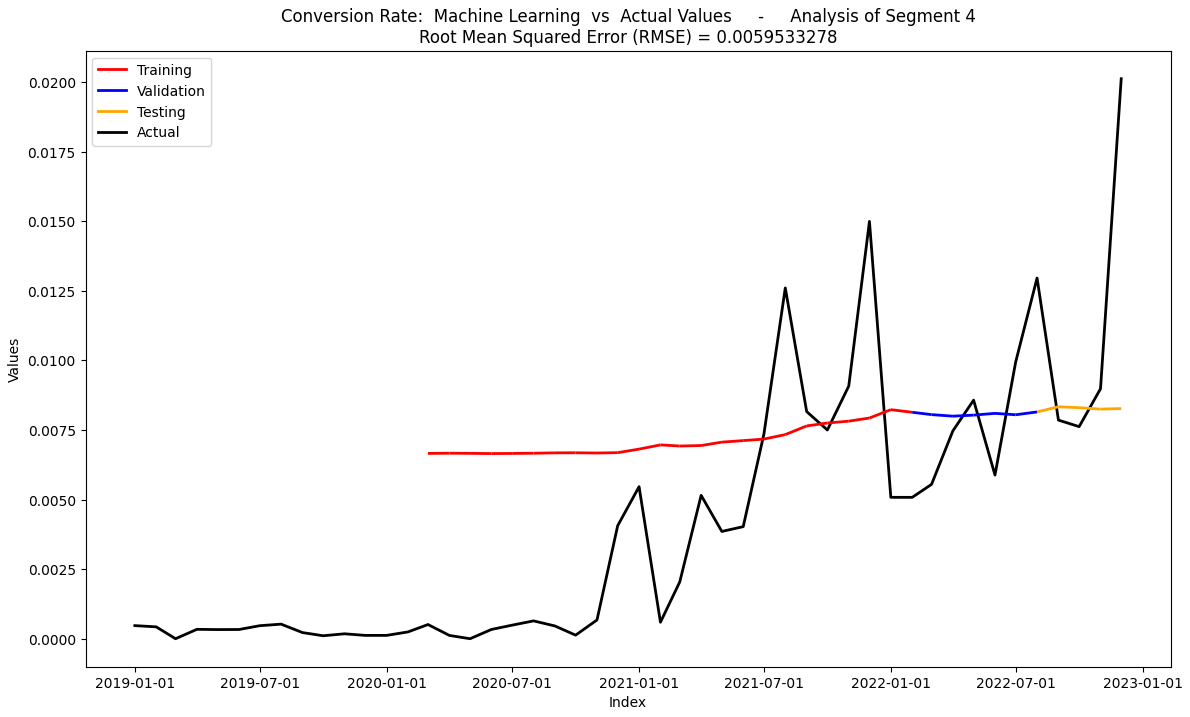 Conversion Rate:  Machine Learning  vs  Actual Values     -     Analysis of Segment 4
Root Mean Squared Error (RMSE) = 0.0059533278
Training
Validation
Testing
Actual
Values
0.0200
0.0175
0.0150
0.0125
0.0100
0.0075
0.0050
0.0025
0.0000
2019-01-01
2019-07-01
2020-01-01
2020-07-01
2021-01-01
2021-07-01
2022-01-01
2022-07-01
2023-01-01
Index